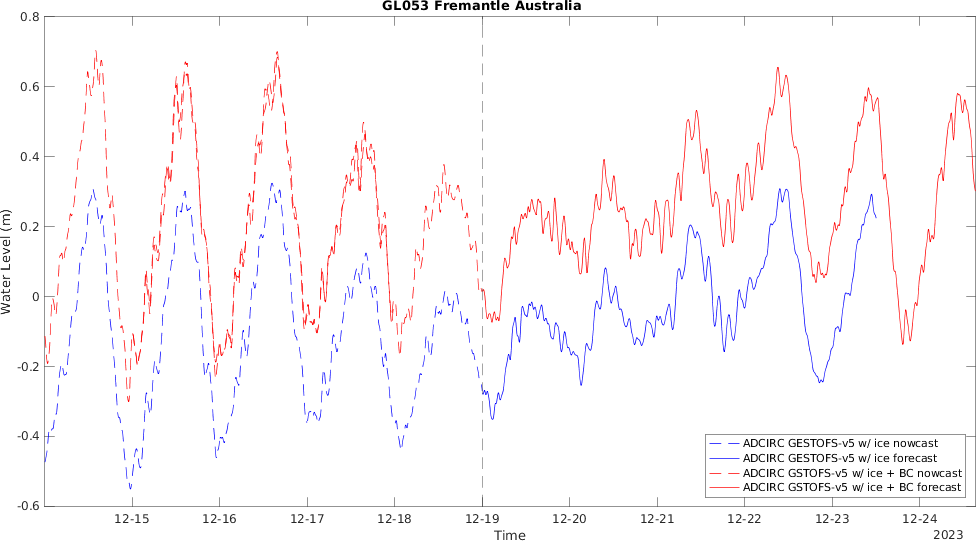 GL053 Fremantle Australia
0.8
0.6
0.4
0.2
0
-0.2
-0.4
-0.6
Water Level (m)
12-15
12-16
12-17
12-18
12-19
12-20
12-21
12-22
12-23
12-24
Time
2023
ADCIRC GESTOFS-v5 w/ ice nowcast
ADCIRC GESTOFS-v5 w/ ice forecast
ADCIRC GSTOFS-v5 w/ ice + BC nowcast
ADCIRC GSTOFS-v5 w/ ice + BC forecast